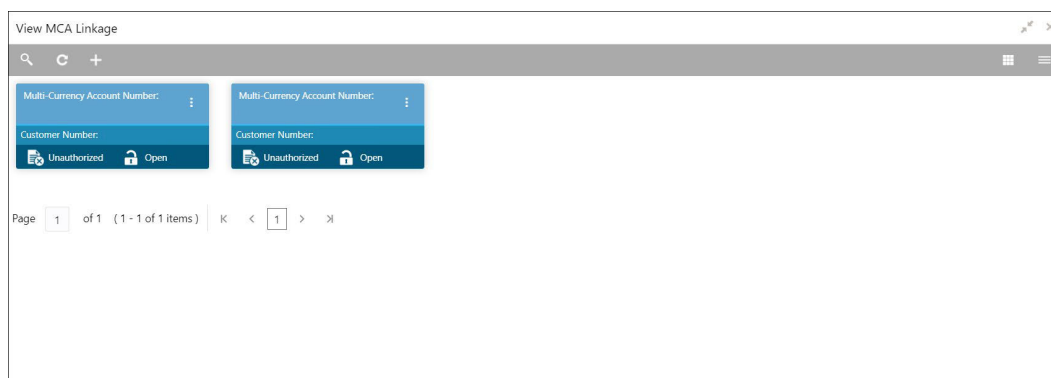 View MCA Linkage
Multi-Currency Account Number: Multi-Currency Account Number:
Customer Number: Customer Number:
Unauthorized Open Unauthorized Open
Page 1 of 1 ( 1 - 1 of 1 items ) 1